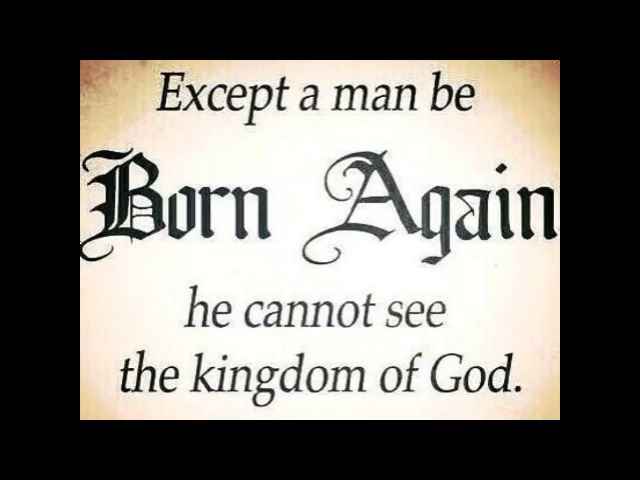 Except a man be
Born Again
he cannot see
the kingdom of God.